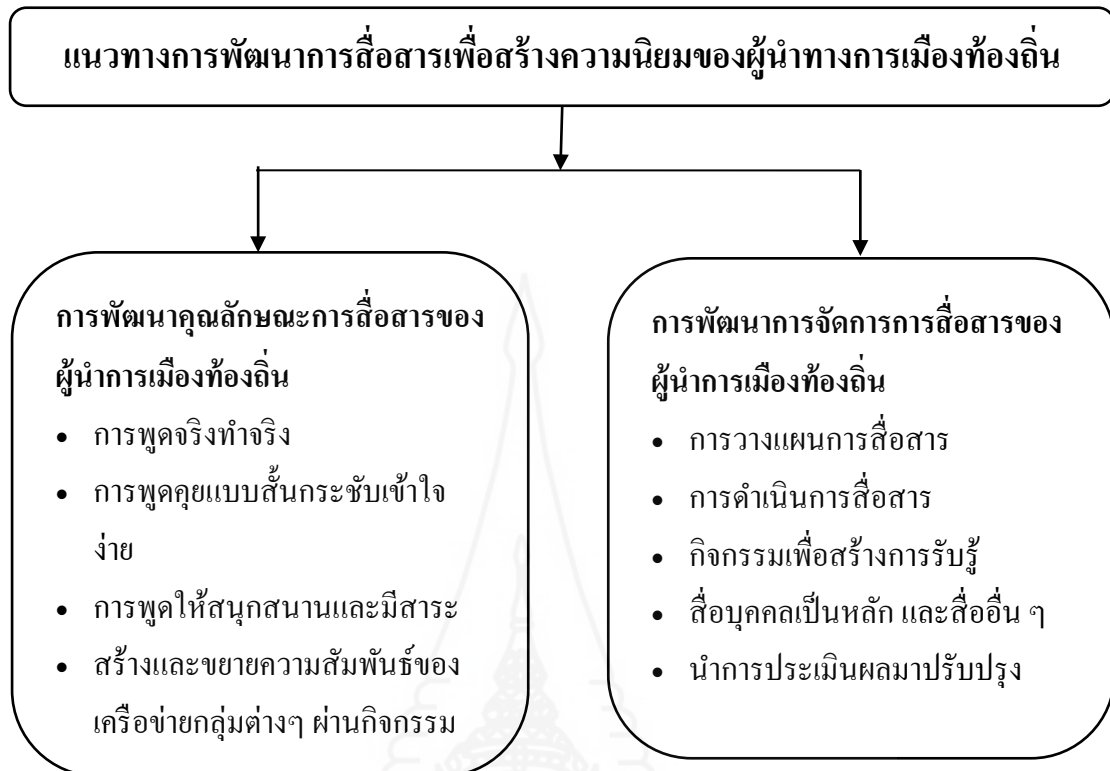 แนวทางการพัฒนาการสื่อสารเพื่อสร้างความนิยมของผู้นำทางการเมืองท้องถิ่น
การพัฒนาคุณลักษณะการสื่อสารของ
ผู้นำการเมืองท้องถิ่น
• การพูดจริงทำจริง
• การพูดคุยแบบสั้นกระชับเข้าใจ
ง่าย
• การพูดให้สนุกสนานและมีสาระ
• สร้างและขยายความสัมพันธ์ของ
เครือข่ายกลุ่มต่างๆ ผ่านกิจกรรม
การพัฒนาการจัดการการสื่อสารของ
ผู้นำการเมืองท้องถิ่น
• การวางแผนการสื่อสาร
• การดำเนินการสื่อสาร
• กิจกรรมเพื่อสร้างการรับรู้
• สื่อบุคคลเป็นหลัก และสื่ออื่น ๆ
• นำการประเมินผลมาปรับปรุง